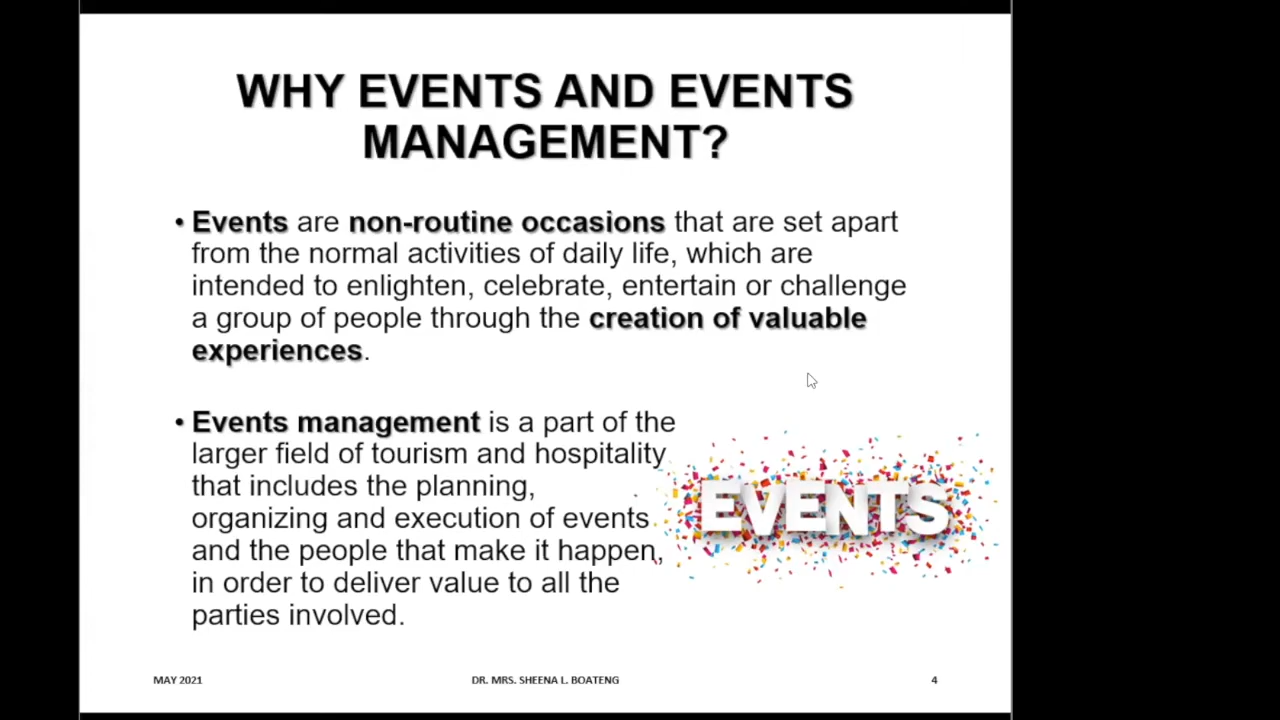 WHY EVENTS AND EVENTS
MANAGEMENT?
• Events are non-routine occasions that are set apart
from the normal activities of daily life, which are
intended to enlighten, celebrate, entertain or challenge
a group of people through the creation of valuable
experiences.
• Events management is a part of the
larger field of tourism and hospitality
that includes the planning,
organizing and execution of events
and the people that make it happen,
in order to deliver value to all the
parties involved.
EVENTS
MAY 2021
DR. MRS. SHEENA L. BOATENG
4